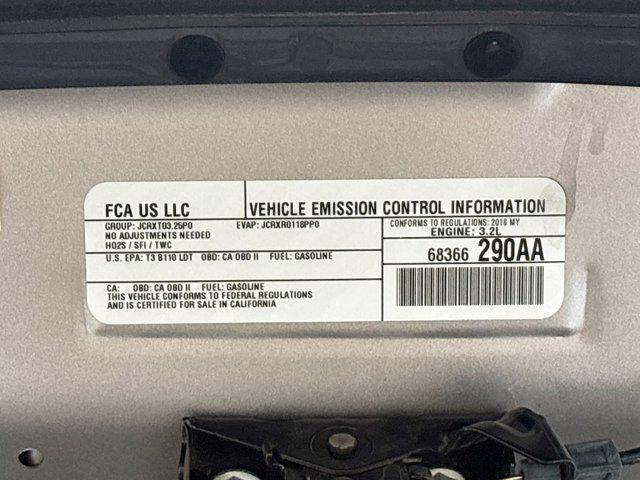 FCA US LLC
VEHICLE EMISSION CONTROL INFORMATION
GROUP: JCRXT03.25P0 EVAP: JCRXR0118PP0
NO ADJUSTMENTS NEEDED
HO2S / SFI / TWC
CONFORMS TO REGULATIONS: 2018 MY
ENGINE: 3.2L
U.S. EPA: T3 B110 LDT OBD: CA OBD II FUEL: GASOLINE
68366 290AA
CA: OBD: CA OBD II FUEL: GASOLINE
THIS VEHICLE CONFORMS TO FEDERAL REGULATIONS
AND IS CERTIFIED FOR SALE IN CALIFORNIA